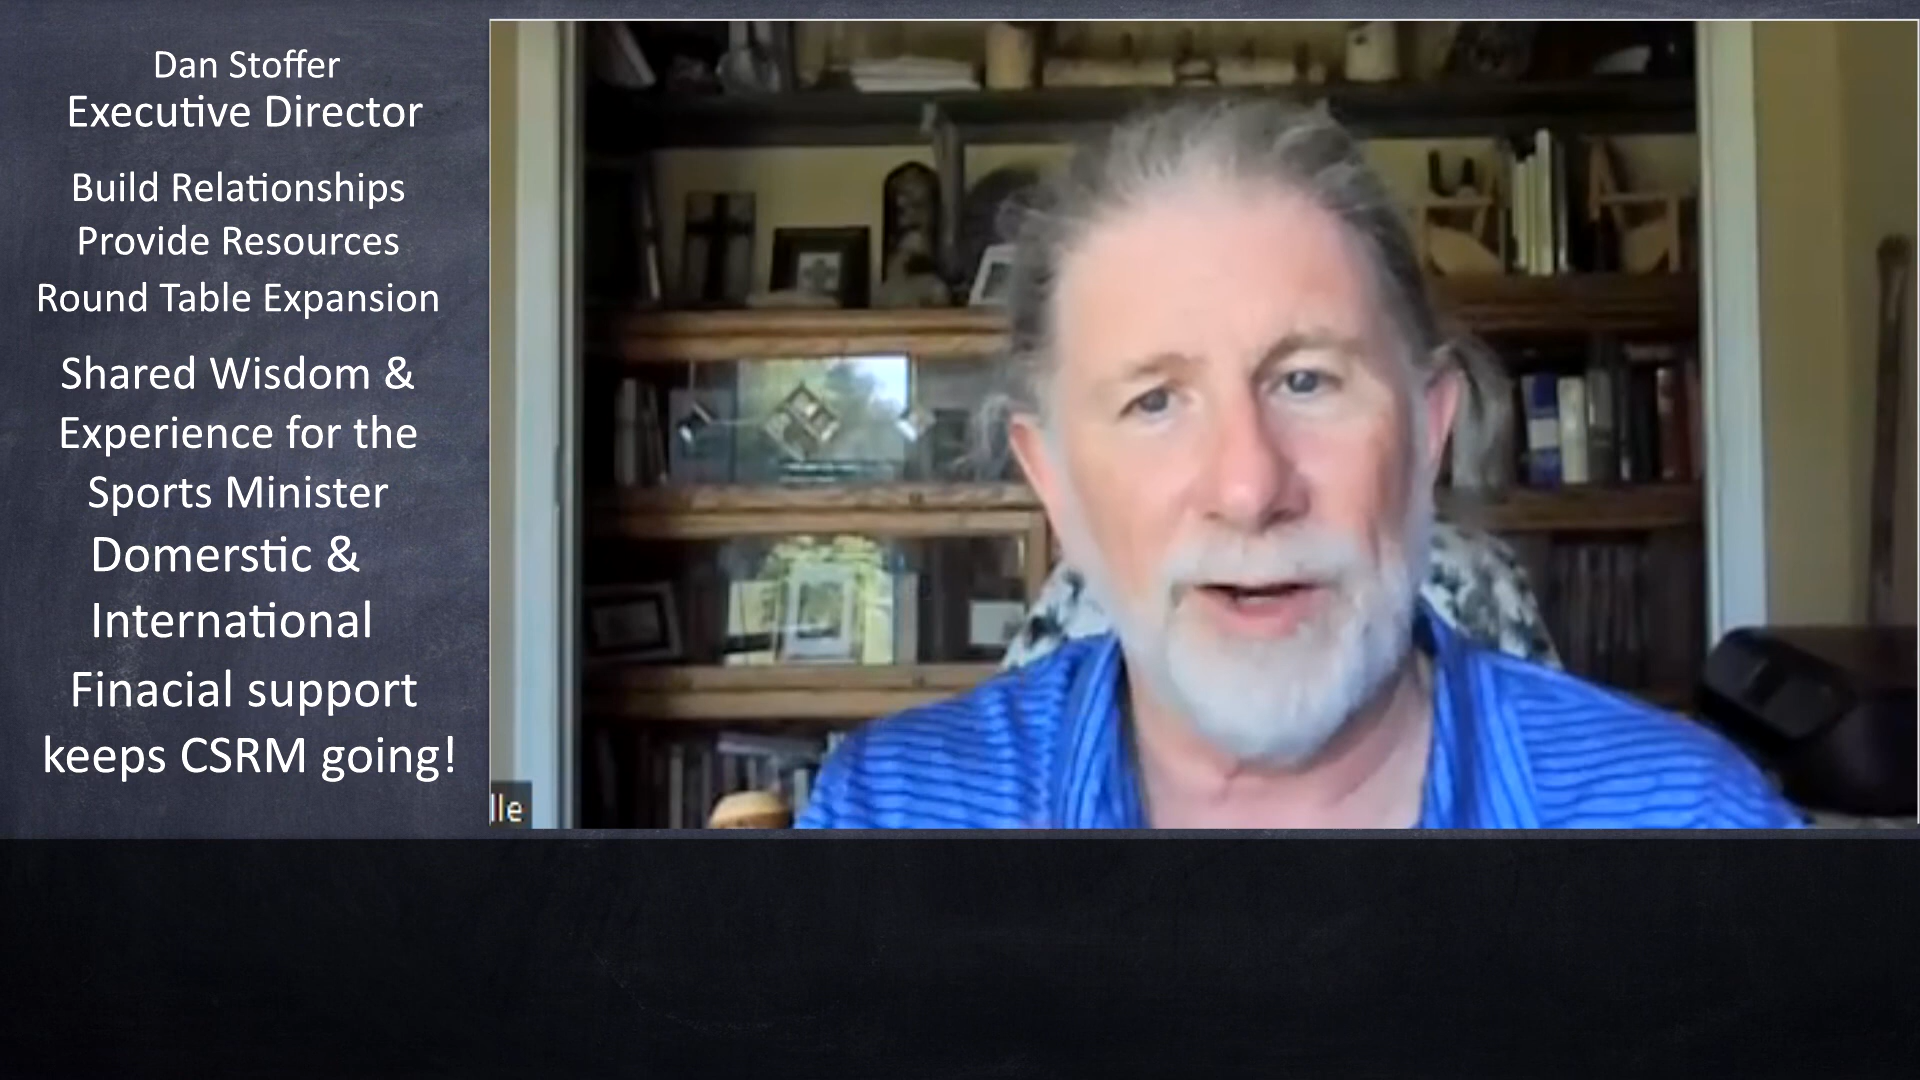 Dan Stoffer
Executive Director
Build Relationships
Provide Resources
Round Table Expansion
Shared Wisdom &
Experience for the
Sports Minister
Domerstic &
International
Finacial support
keeps CSRM going!
lle